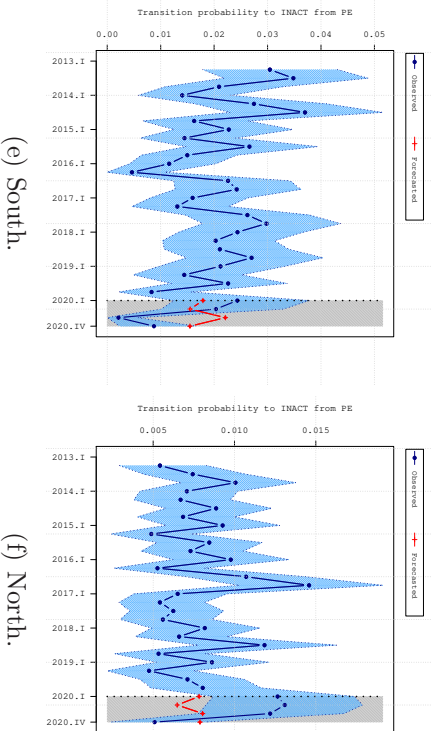 Transition probability to INACT from PE
0.00 0.01 0.02 0.03 0.04 0.05
2013.I
2014.I
2015.I
2016.I
2017.I
2018.I
2019.I
2020.I
2020.IV
Observed
Forecasted
(e) South.
Transition probability to INACT from PE
0.005 0.010 0.015
2013.I
2014.I
2015.I
2016.I
2017.I
2018.I
2019.I
2020.I
2020.IV
Observed
Forecasted
(f) North.